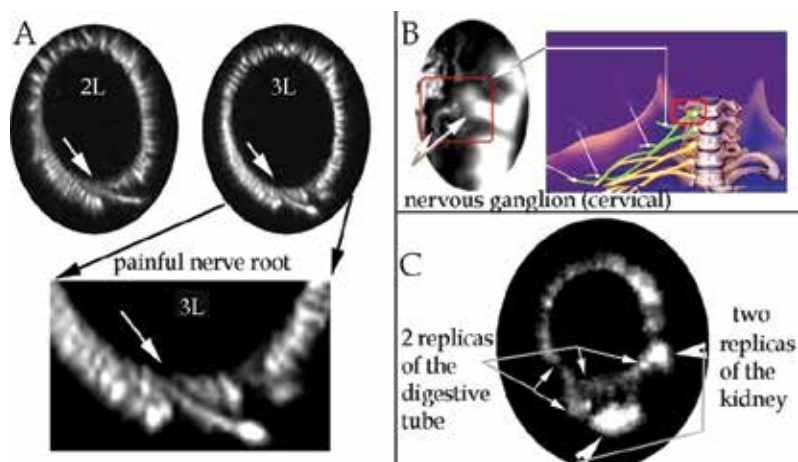 A
2L
3L
painful nerve root
3L
B
nervous ganglion (cervical)
C
2 replicas
of the
digestive
tube
two
replicas
of the
kidney